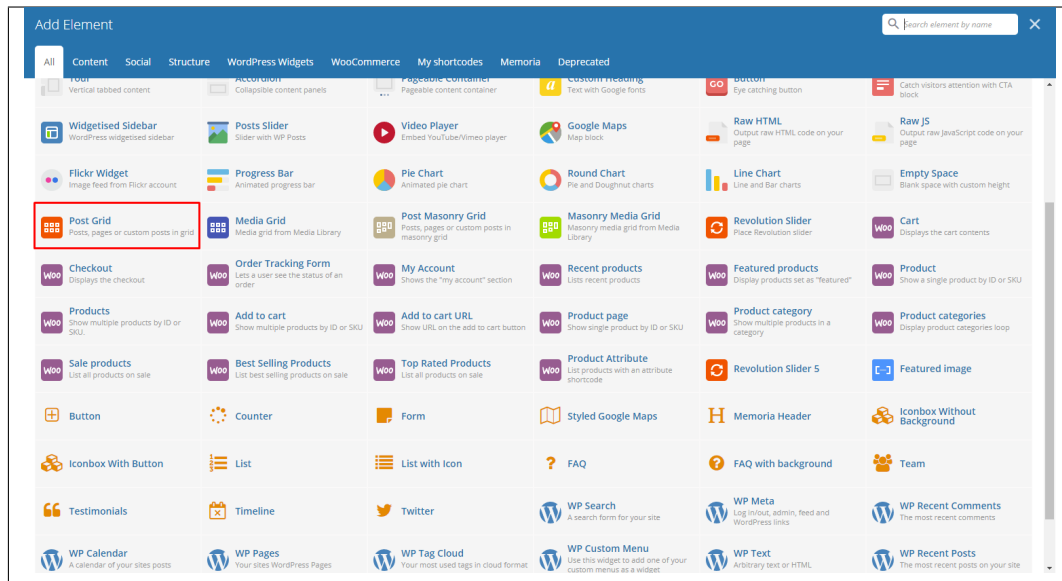 Add Element
Search element by name
All Content Social Structure WordPress Widgets WooCommerce My shortcodes Memoria Deprecated
Tour Accordion Pageable Container Custom Heading Button
Vertical tabbed content Collapsible content panels Pageable content container Text with Google fonts Eye catching button Catch visitors attention with CTA block
Widgetised Sidebar
WordPress widgetised sidebar
Posts Slider
Slider with WP Posts
Video Player
Embed YouTube/Vimeo player
Google Maps
Map block
Raw HTML
Output raw HTML code on your
page
Raw JS
Output raw JavaScript code on your
page
Flickr Widget
Image feed from Flickr account
Progress Bar
Animated progress bar
Pie Chart
Animated pie chart
Round Chart
Pie and Doughnut charts
Line Chart
Line and Bar charts
Empty Space
Blank space with custom height
Post Grid
Posts, pages or custom posts in grid
Media Grid
Media grid from Media Library
Post Masonry Grid
Posts, pages or custom posts in
masonry grid
Masonry Media Grid
Masonry media grid from Media
Library
Revolution Slider
Place Revolution slider
Woo
Cart
Displays the cart contents
Woo
Checkout
Displays the checkout
Woo
Order Tracking Form
Lets a user see the status of an
order
Woo
My Account
Shows the "my account" section
Woo
Recent products
Lists recent products
Woo
Featured products
Display products set as "featured"
Woo
Product
Show a single product by ID or SKU
Woo
Products
Show multiple products by ID or
SKU.
Woo
Add to cart
Show multiple products by ID or SKU
Woo
Add to cart URL
Show URL on the add to cart button
Woo
Product page
Show single product by ID or SKU
Woo
Product category
Show multiple products in a
category
Woo
Product categories
Display product categories loop
Woo
Sale products
List all products on sale
Woo
Best Selling Products
List best selling products on sale
Woo
Top Rated Products
List all products on sale
Woo
Product Attribute
List products with an attribute
shortcode
Revolution Slider 5
Featured image
Button
Counter
Form
Styled Google Maps
H Memoria Header
Iconbox Without
Background
Iconbox With Button
List
List with Icon
? FAQ
? FAQ with background
Team
Testimonials
Timeline
Twitter
WP Search
A search form for your site
WP Meta
Log in/out, admin, feed and
WordPress links
WP Recent Comments
The most recent comments
WP Calendar
A calendar of your sites posts
WP Pages
Your sites WordPress Pages
WP Tag Cloud
Your most used tags in cloud format
WP Custom Menu
Use this widget to add one of your
custom menus as a widget
WP Text
Arbitrary text or HTML
WP Recent Posts
The most recent posts on your site